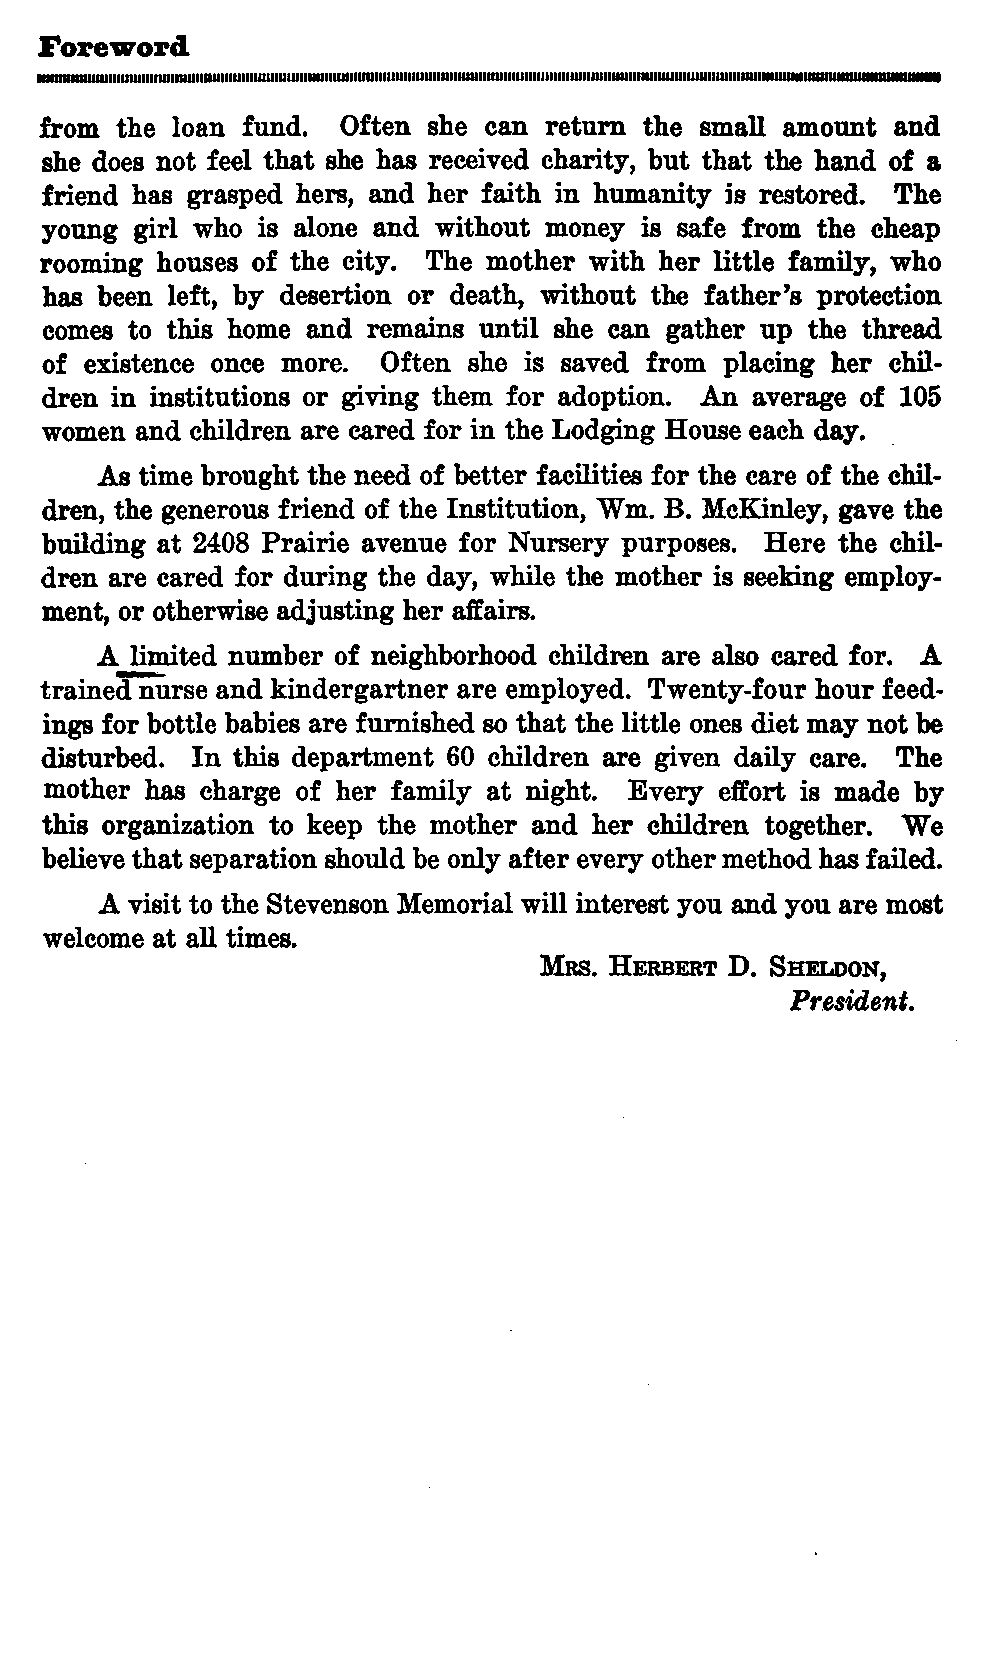 Foreword
from the loan fund. Often she can return the small amount and
she does not feel that she has received charity, but that the hand of a
friend has grasped hers, and her faith in humanity is restored. The
young girl who is alone and without money is safe from the cheap
rooming houses of the city. The mother with her little family, who
has been left, by desertion or death, without the father's protection
comes to this home and remains until she can gather up the thread
of existence once more. Often she is saved from placing her chil-
dren in institutions or giving them for adoption. An average of 105
women and children are cared for in the Lodging House each day.
As time brought the need of better facilities for the care of the chil-
dren, the generous friend of the Institution, Wm. B. McKinley, gave the
building at 2408 Prairie avenue for Nursery purposes. Here the chil-
dren are cared for during the day, while the mother is seeking employ-
ment, or otherwise adjusting her affairs.
A limited number of neighborhood children are also cared for. A
trained nurse and kindergartner are employed. Twenty-four hour feed-
ings for bottle babies are furnished so that the little ones diet may not be
disturbed. In this department 60 children are given daily care. The
mother has charge of her family at night. Every effort is made by
this organization to keep the mother and her children together. We
believe that separation should be only after every other method has failed.
A visit to the Stevenson Memorial will interest you and you are most
welcome at all times.
Mrs. Herbert D. Sheldon,
President.